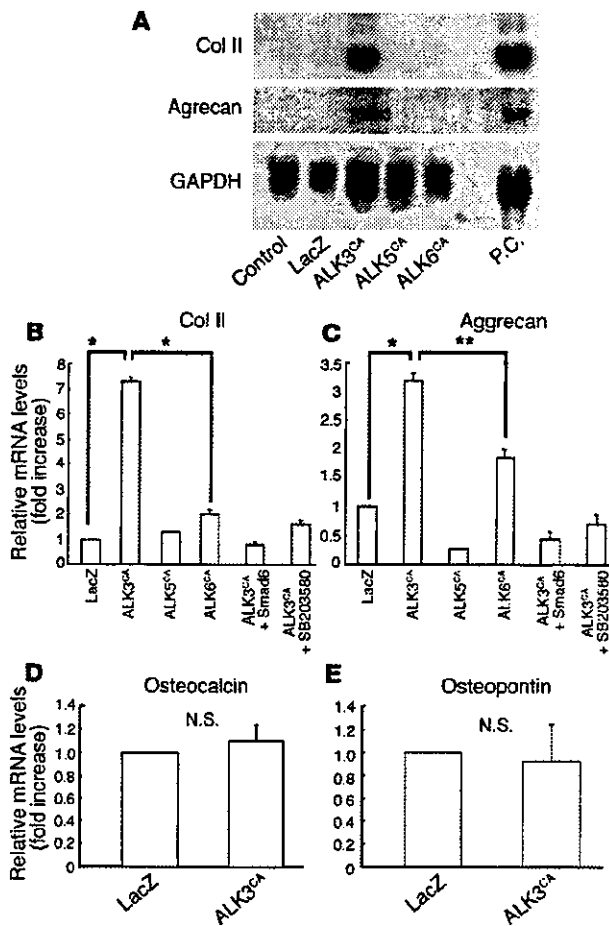 A
Col II
Agrecan
GAPDH
Control
LacZ
ALK3CA
ALK5CA
ALK6CA
P.C.
B
Col II
C
Aggrecan
*
*
*
**
Relative mRNA levels
(fold increase)
8
7
6
4
2
1
0
3.5
3
2.5
2
1.5
1
0.5
0
LacZ
ALK3CA
ALK5CA
ALK6CA
ALK3CA
+ Smad6
ALK3CA
+ SB203580
LacZ
ALK3CA
ALK5CA
ALK6CA
ALK3CA
+ Smad6
ALK3CA
+ SB203580
D
Osteocalcin
E
Osteopontin
N.S.
N.S.
Relative mRNA levels
(fold increase)
1.4
1.2
1.0
0.8
0.6
0.4
0.2
0
1.4
1.2
1.0
0.8
0.6
0.4
0.2
0
LacZ
ALK3CA
LacZ
ALK3CA